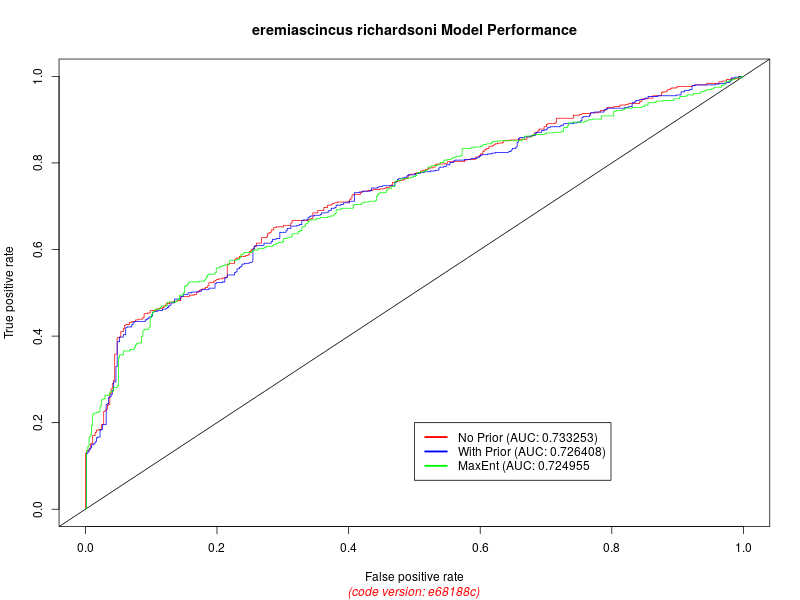 eremiascincus richardsoni Model Performance
True positive rate
1.0
0.8
0.6
0.4
0.2
0.0
No Prior (AUC: 0.733253)
With Prior (AUC: 0.726408)
MaxEnt (AUC: 0.724955
0.0 0.2 0.4 0.6 0.8 1.0
False positive rate
(code version: e68188c)